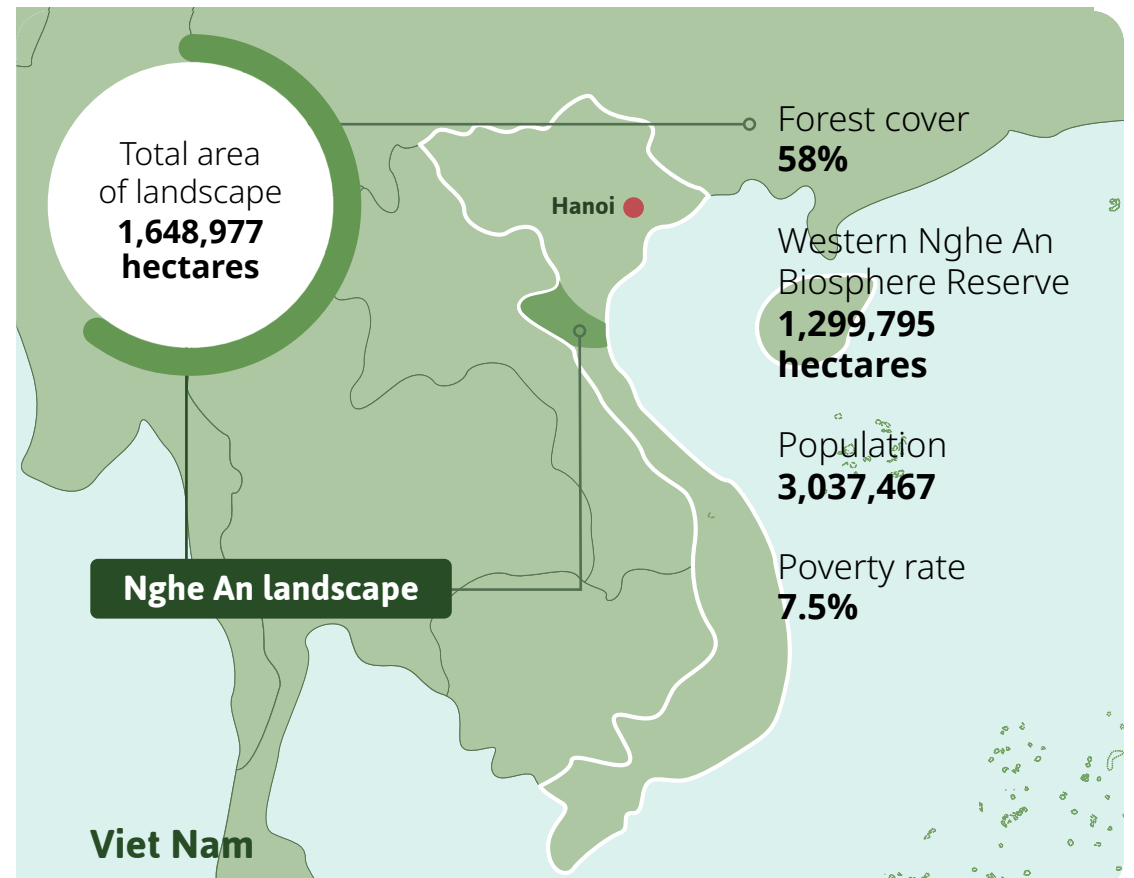 Total area
of landscape
1,648,977
hectares
Forest cover
58%
Hanoi
Western Nghe An
Biosphere Reserve
1,299,795
hectares
Population
3,037,467
Poverty rate
7.5%
Nghe An landscape
Viet Nam